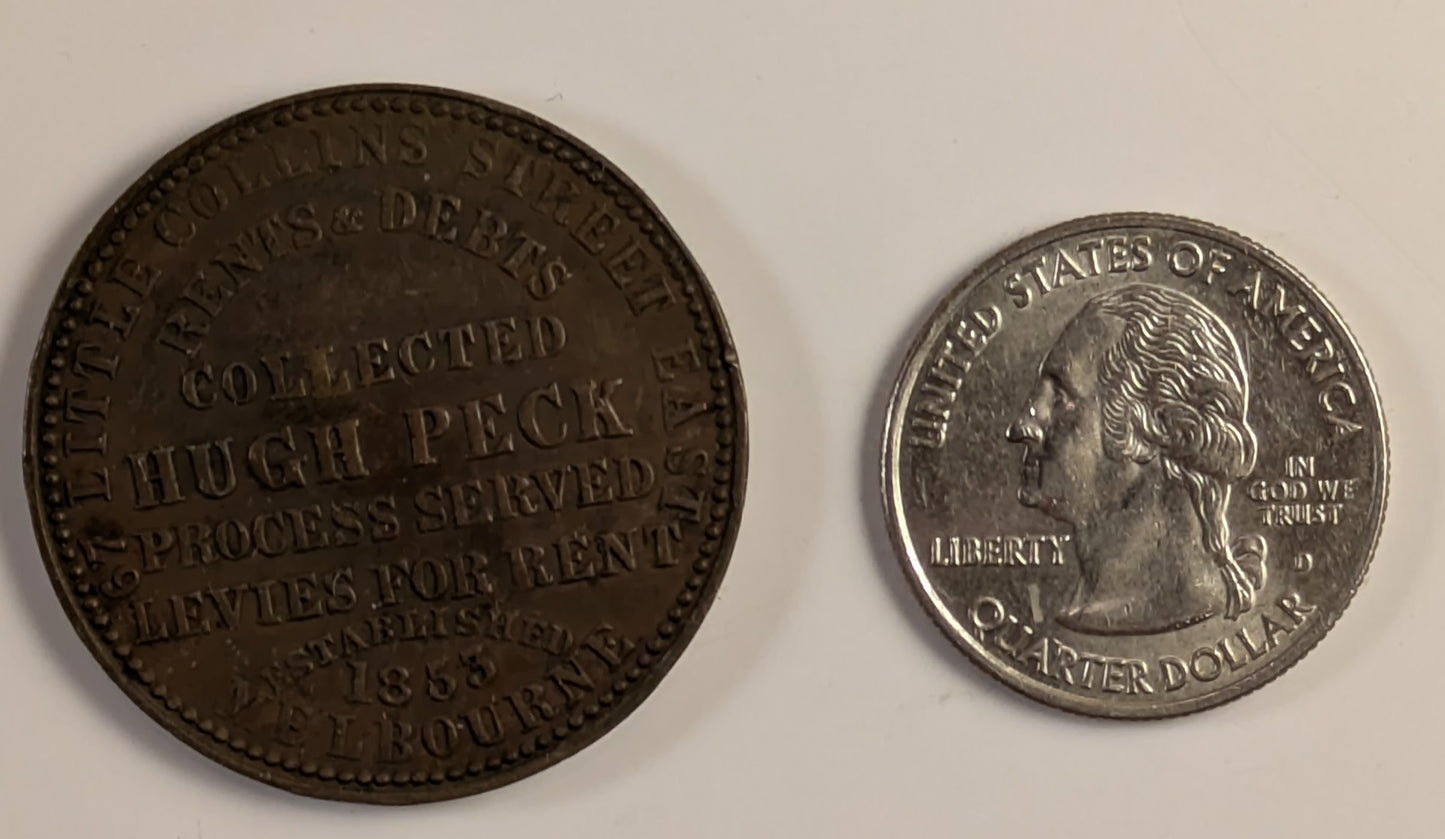 67 LITTLE COLLINS STREET EAST
RENTS & DEBTS
COLLECTED
HUGH PECK
PROCESS SERVED
LEVIES FOR RENT
ESTABLISHED
1853
MELBOURNE
UNITED STATES OF AMERICA
IN
GOD WE
TRUST
LIBERTY
D
QUARTER DOLLAR